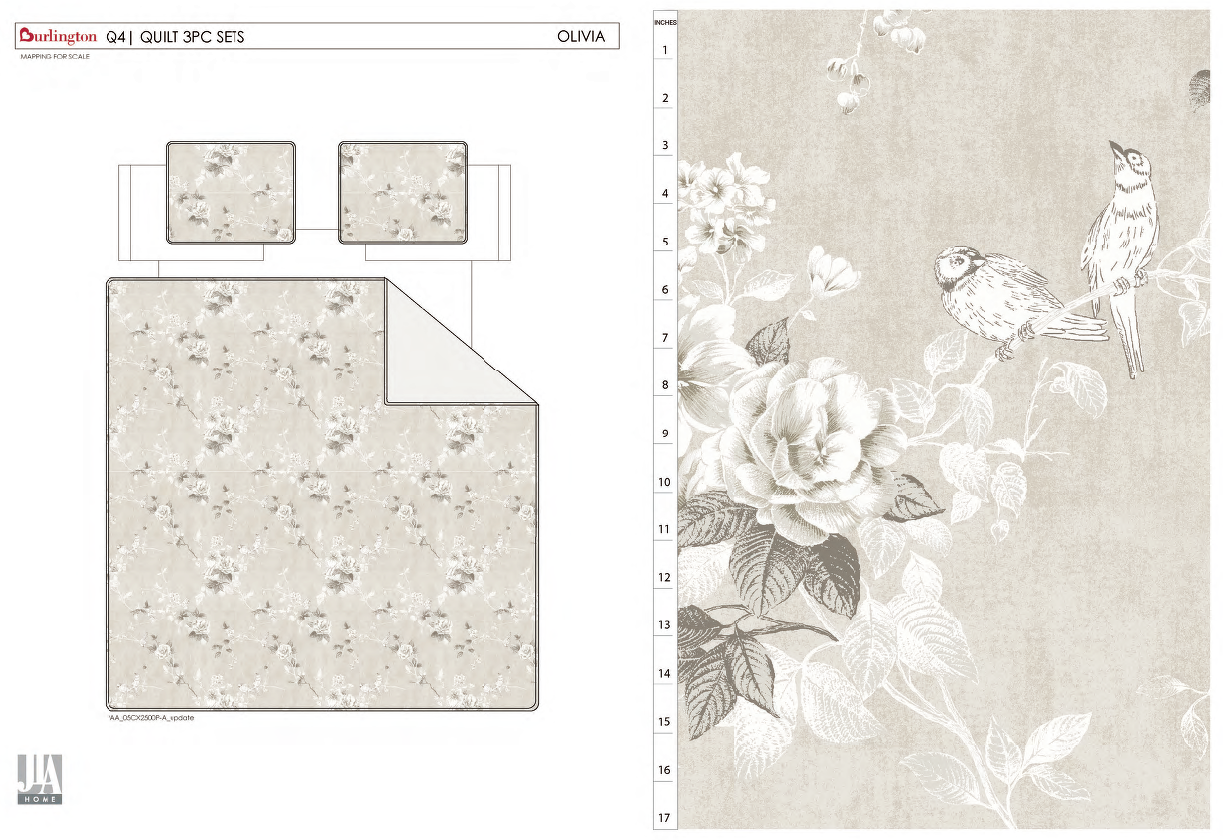 Burlington Q4| QUILT 3PC SETS OLIVIA
MAPPING FOR SCALE
'AA_05CX2500P-A_update
JLA
HOME
INCHES
1
2
3
4
5
6
7
8
9
10
11
12
13
14
15
16
17